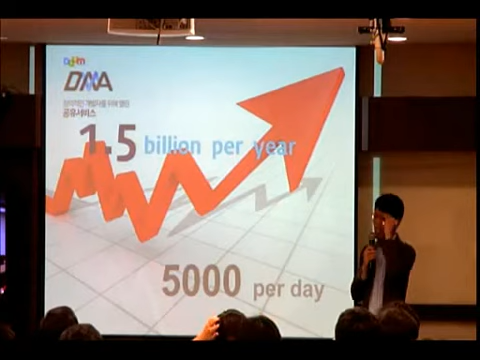 Daum
DNA
공유서비스
1.5 billion per year
5000 per day